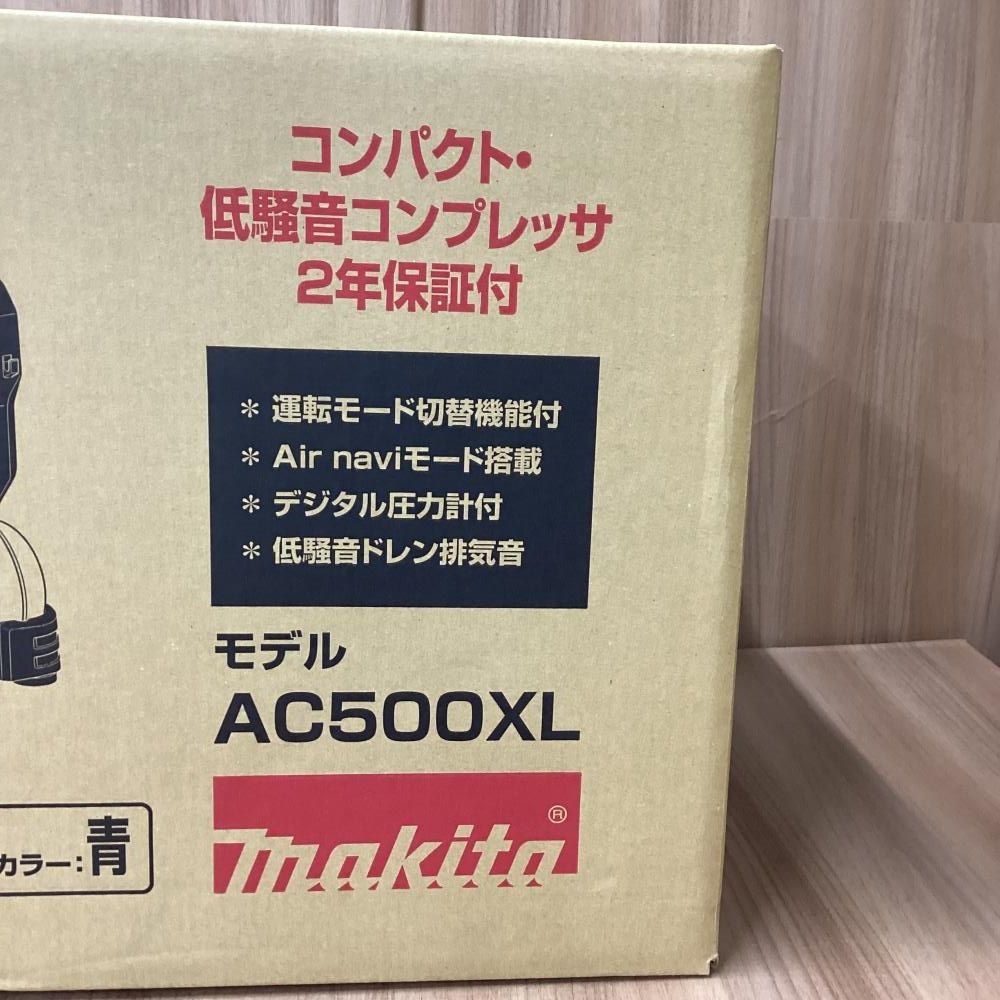 コンパクト・
低騒音コンプレッサ
2年保証付
＊ 運転モード切替機能付
＊ Air naviモード搭載
＊ デジタル圧力計付
＊ 低騒音ドレン排気音
モデル
AC500XL
makita®
カラー:青